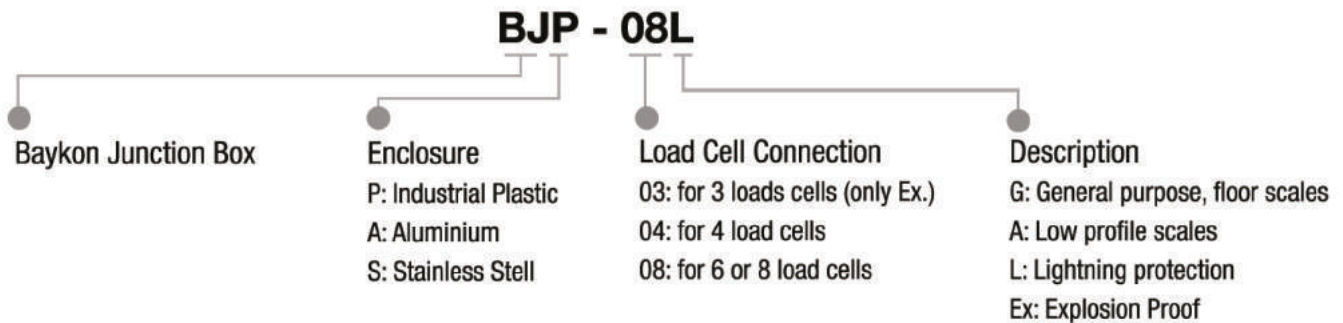 BJP - 08L
Baykon Junction Box
Enclosure
P: Industrial Plastic
A: Aluminium
S: Stainless Stell
Load Cell Connection
03: for 3 loads cells (only Ex.)
04: for 4 load cells
08: for 6 or 8 load cells
Description
G: General purpose, floor scales
A: Low profile scales
L: Lightning protection
Ex: Explosion Proof